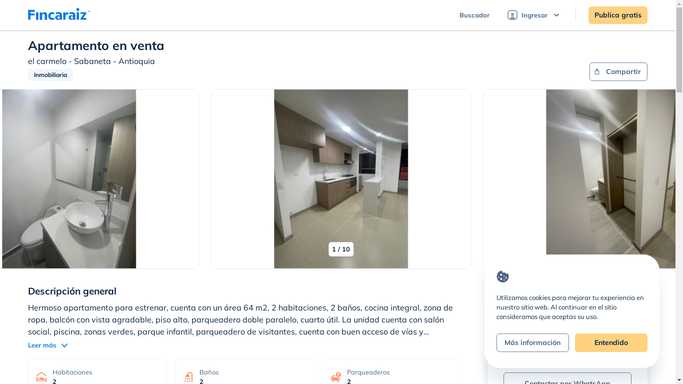 Fincaraiz
Buscador
Ingresar
Publica gratis
Apartamento en venta
el carmelo - Sabaneta - Antioquia
Inmobiliaria
Compartir
1 / 10
Descripción general
Hermoso apartamento para estrenar, cuenta con un área 64 m2, 2 habitaciones, 2 baños, cocina integral, zona de
ropa, balcón con vista agradable, piso alto, parqueadero doble paralelo, cuarto útil. La unidad cuenta con salón
social, piscina, zonas verdes, parque infantil, parqueadero de visitantes, cuenta con buen acceso de vías y...
Leer más
Habitaciones
2
Baños
2
Parqueaderos
2
Utilizamos cookies para mejorar tu experiencia en
nuestro sitio web. Al continuar en el sitio
consideramos que aceptas su uso.
Más información
Entendido
Contactar por WhatsApp